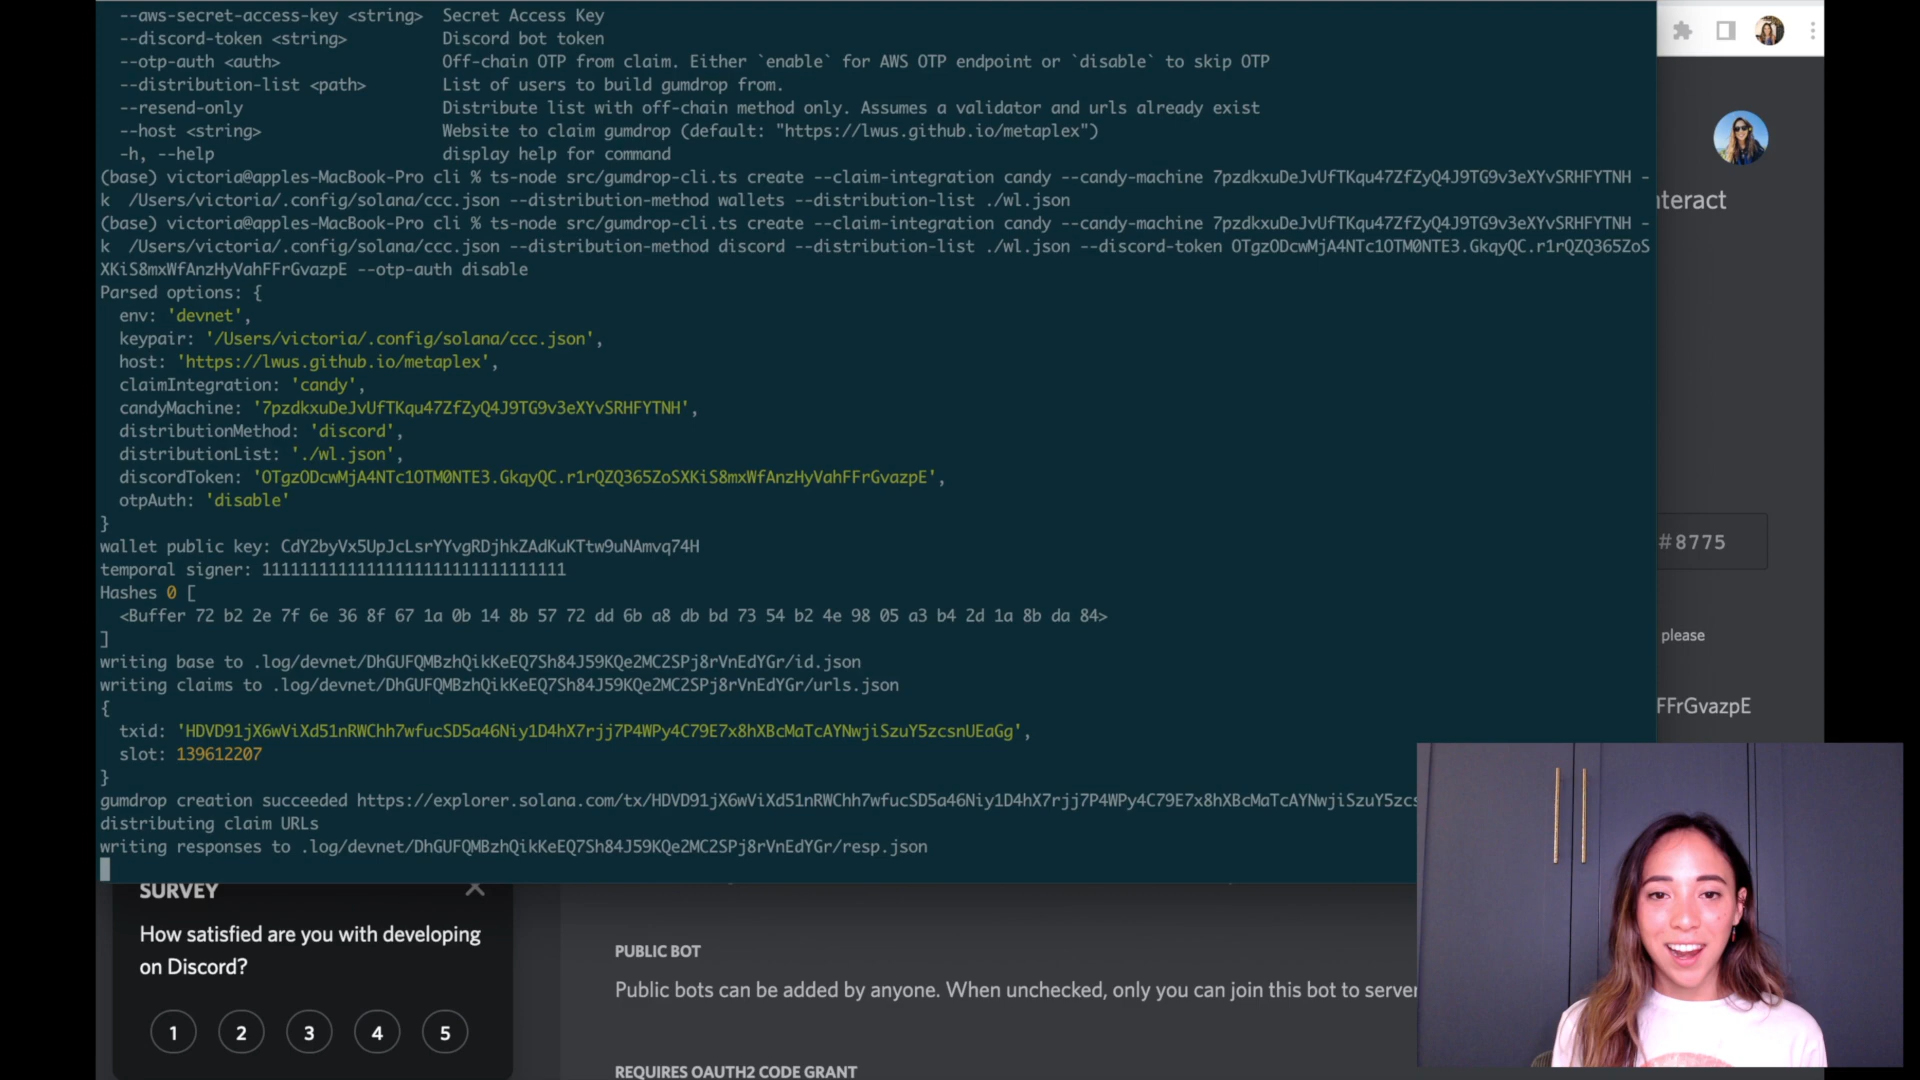 --aws-secret-access-key <string>  Secret Access Key
--discord-token <string>          Discord bot token
--otp-auth <auth>                 Off-chain OTP from claim. Either `enable` for AWS OTP endpoint or `disable` to skip OTP
--distribution-list <path>        List of users to build gumdrop from.
--resend-only                     Distribute list with off-chain method only. Assumes a validator and urls already exist
--host <string>                   Website to claim gumdrop (default: "https://lwus.github.io/metaplex")
-h, --help                        display help for command
(base) victoria@apples-MacBook-Pro cli % ts-node src/gumdrop-cli.ts create --claim-integration candy --candy-machine 7pzdkxuDeJvUfTKqu47ZfZyQ4J9TG9v3eXYvSRHFYTNH -
k  /Users/victoria/.config/solana/ccc.json --distribution-method wallets --distribution-list ./wl.json
(base) victoria@apples-MacBook-Pro cli % ts-node src/gumdrop-cli.ts create --claim-integration candy --candy-machine 7pzdkxuDeJvUfTKqu47ZfZyQ4J9TG9v3eXYvSRHFYTNH -
k  /Users/victoria/.config/solana/ccc.json --distribution-method discord --distribution-list ./wl.json --discord-token OTgzODcwMjA4NTc1OTM0NTE3.GkqyQC.r1rQZQ365ZoS
XKiS8mxWfAnzHyVahFFrGvazpE --otp-auth disable
Parsed options: {
env: 'devnet',
keypair: '/Users/victoria/.config/solana/ccc.json',
host: 'https://lwus.github.io/metaplex',
claimIntegration: 'candy',
candyMachine: '7pzdkxuDeJvUfTKqu47ZfZyQ4J9TG9v3eXYvSRHFYTNH',
distributionMethod: 'discord',
distributionList: './wl.json',
discordToken: 'OTgzODcwMjA4NTc1OTM0NTE3.GkqyQC.r1rQZQ365ZoSXKiS8mxWfAnzHyVahFFrGvazpE',
otpAuth: 'disable'
}
wallet public key: CdY2byVx5UpJcLsrYYvgRDjhkZAdKuKTtw9uNAmvq74H
temporal signer: 11111111111111111111111111111111
Hashes 0 [
<Buffer 72 b2 2e 7f 6e 36 8f 67 1a 0b 14 8b 57 72 dd 6b a8 db bd 73 54 b2 4e 98 05 a3 b4 2d 1a 8b da 84>
]
writing base to .log/devnet/DhGUFQMBzhQikKeEQ7Sh84J59KQe2MC2SPj8rVnEdYGr/id.json
writing claims to .log/devnet/DhGUFQMBzhQikKeEQ7Sh84J59KQe2MC2SPj8rVnEdYGr/urls.json
{
txid: 'HDVD91jX6wViXd51nRWChh7wfucSD5a46Niy1D4hX7rjj7P4WPy4C79E7x8hXBcMaTcAYNwjiSzuY5zcsnUEaGg',
slot: 139612207
}
gumdrop creation succeeded https://explorer.solana.com/tx/HDVD91jX6wViXd51nRWChh7wfucSD5a46Niy1D4hX7rjj7P4WPy4C79E7x8hXBcMaTcAYNwjiSzuY5zcs
distributing claim URLs
writing responses to .log/devnet/DhGUFQMBzhQikKeEQ7Sh84J59KQe2MC2SPj8rVnEdYGr/resp.json
nteract
#8775
please
FFrGvazpE
SURVEY
How satisfied are you with developing
on Discord?
1 2 3 4 5
PUBLIC BOT
Public bots can be added by anyone. When unchecked, only you can join this bot to server
REQUIRES OAUTH2 CODE GRANT